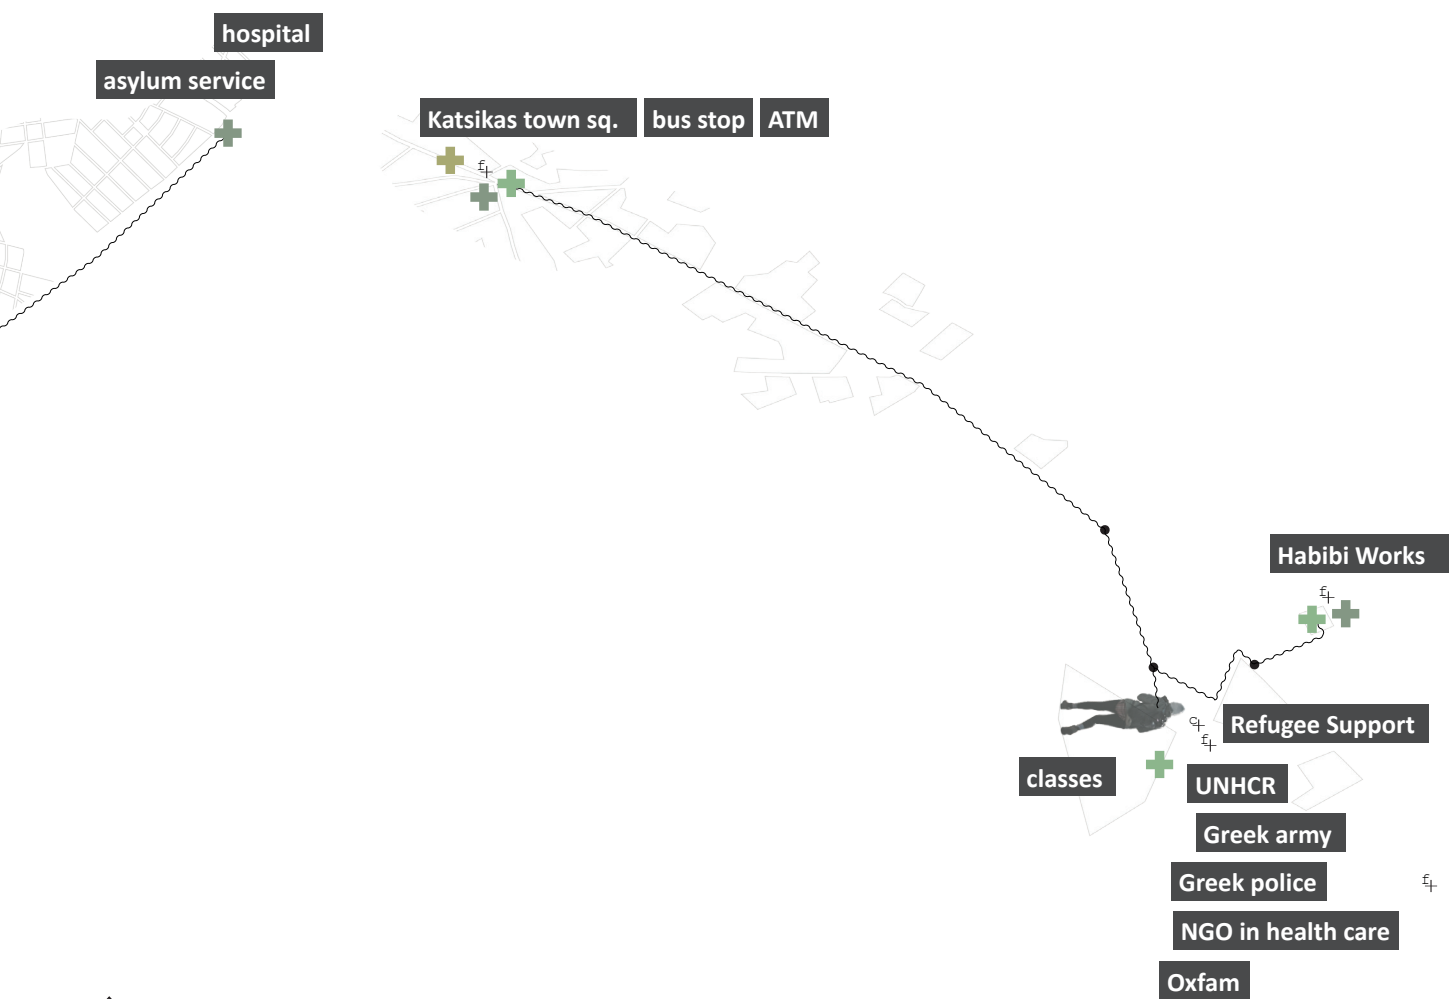 hospital
asylum service
Katsikas town sq. bus stop ATM
f
Habibi Works
f
c
f
Refugee Support
classes
UNHCR
Greek army
Greek police
f
NGO in health care
Oxfam